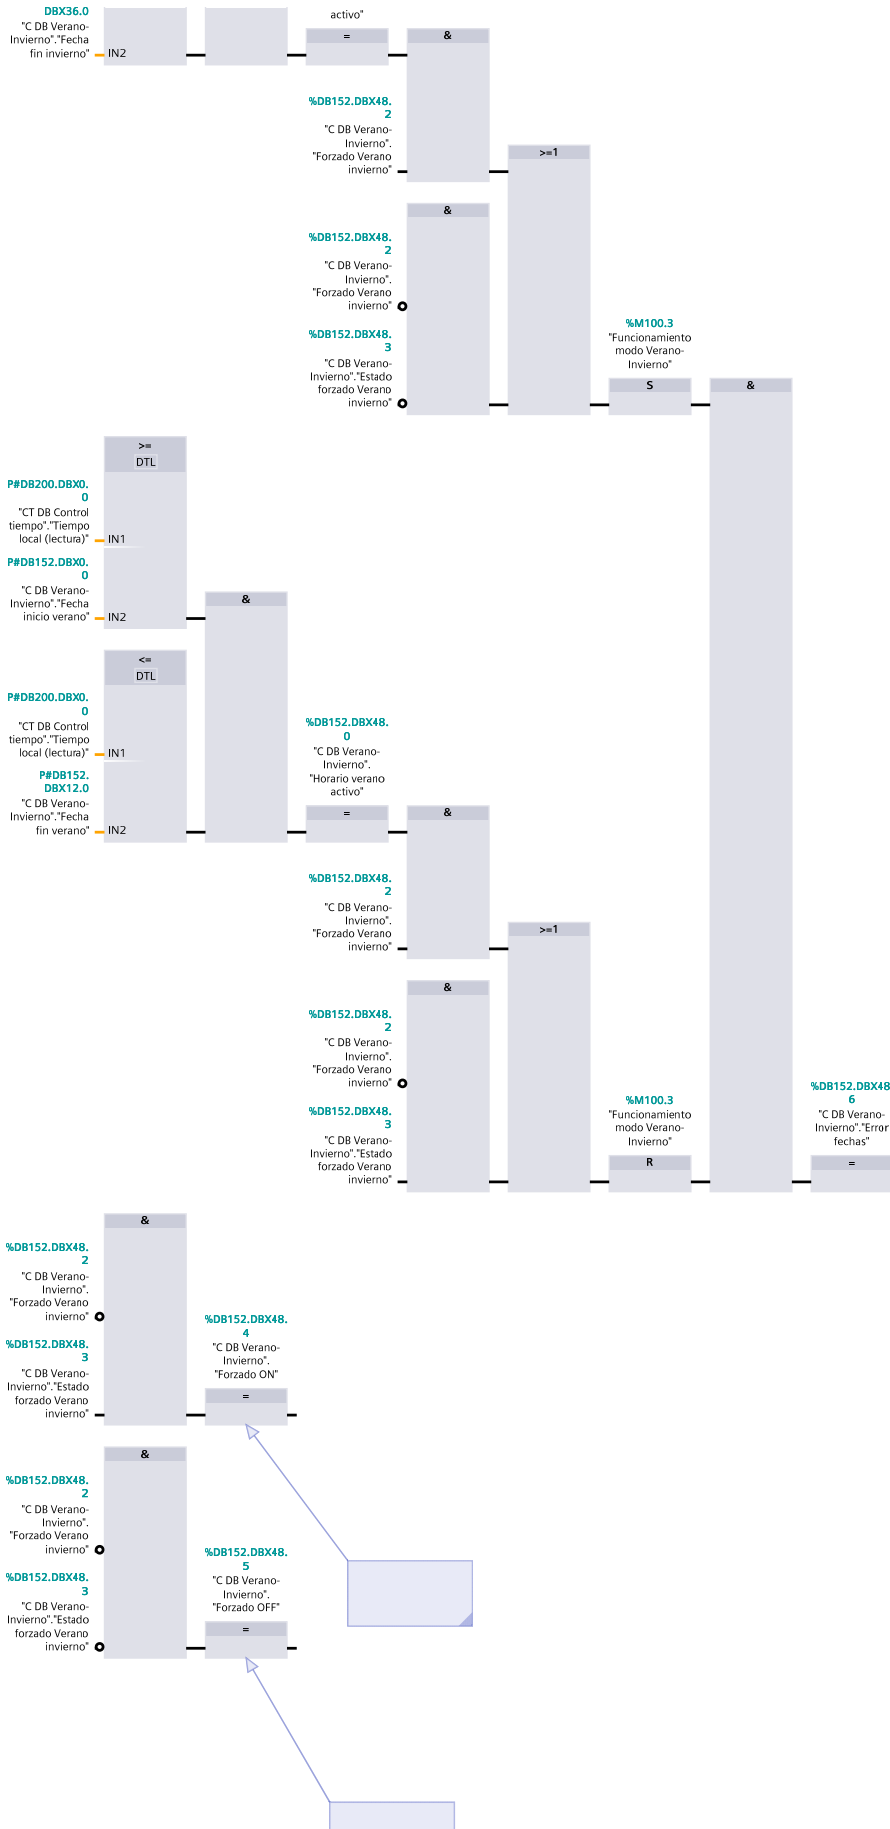 DBX36.0
"C DB Verano-
Invierno"."Fecha
fin invierno"
IN2
activo"
=
&
%DB152.DBX48.
2
"C DB Verano-
Invierno".
"Forzado Verano
invierno"
>=1
&
%DB152.DBX48.
2
"C DB Verano-
Invierno".
"Forzado Verano
invierno"
%DB152.DBX48.
3
"C DB Verano-
Invierno"."Estado
forzado Verano
invierno"
%M100.3
"Funcionamiento
modo Verano-
Invierno"
S
&
>=
DTL
P#DB200.DBX0.
0
"CT DB Control
tiempo"."Tiempo
local (lectura)"
IN1
P#DB152.DBX0.
0
"C DB Verano-
Invierno"."Fecha
inicio verano"
IN2
&
<=
DTL
P#DB200.DBX0.
0
"CT DB Control
tiempo"."Tiempo
local (lectura)"
IN1
P#DB152.
DBX12.0
"C DB Verano-
Invierno"."Fecha
fin verano"
IN2
%DB152.DBX48.
0
"C DB Verano-
Invierno".
"Horario verano
activo"
=
&
%DB152.DBX48.
2
"C DB Verano-
Invierno".
"Forzado Verano
invierno"
>=1
&
%DB152.DBX48.
2
"C DB Verano-
Invierno".
"Forzado Verano
invierno"
%DB152.DBX48.
3
"C DB Verano-
Invierno"."Estado
forzado Verano
invierno"
%M100.3
"Funcionamiento
modo Verano-
Invierno"
R
%DB152.DBX48
6
"C DB Verano-
Invierno"."Error
fechas"
=
&
%DB152.DBX48.
2
"C DB Verano-
Invierno".
"Forzado Verano
invierno"
%DB152.DBX48.
3
"C DB Verano-
Invierno"."Estado
forzado Verano
invierno"
%DB152.DBX48.
4
"C DB Verano-
Invierno".
"Forzado ON"
=
&
%DB152.DBX48.
2
"C DB Verano-
Invierno".
"Forzado Verano
invierno"
%DB152.DBX48.
3
"C DB Verano-
Invierno"."Estado
forzado Verano
invierno"
%DB152.DBX48.
5
"C DB Verano-
Invierno".
"Forzado OFF"
=